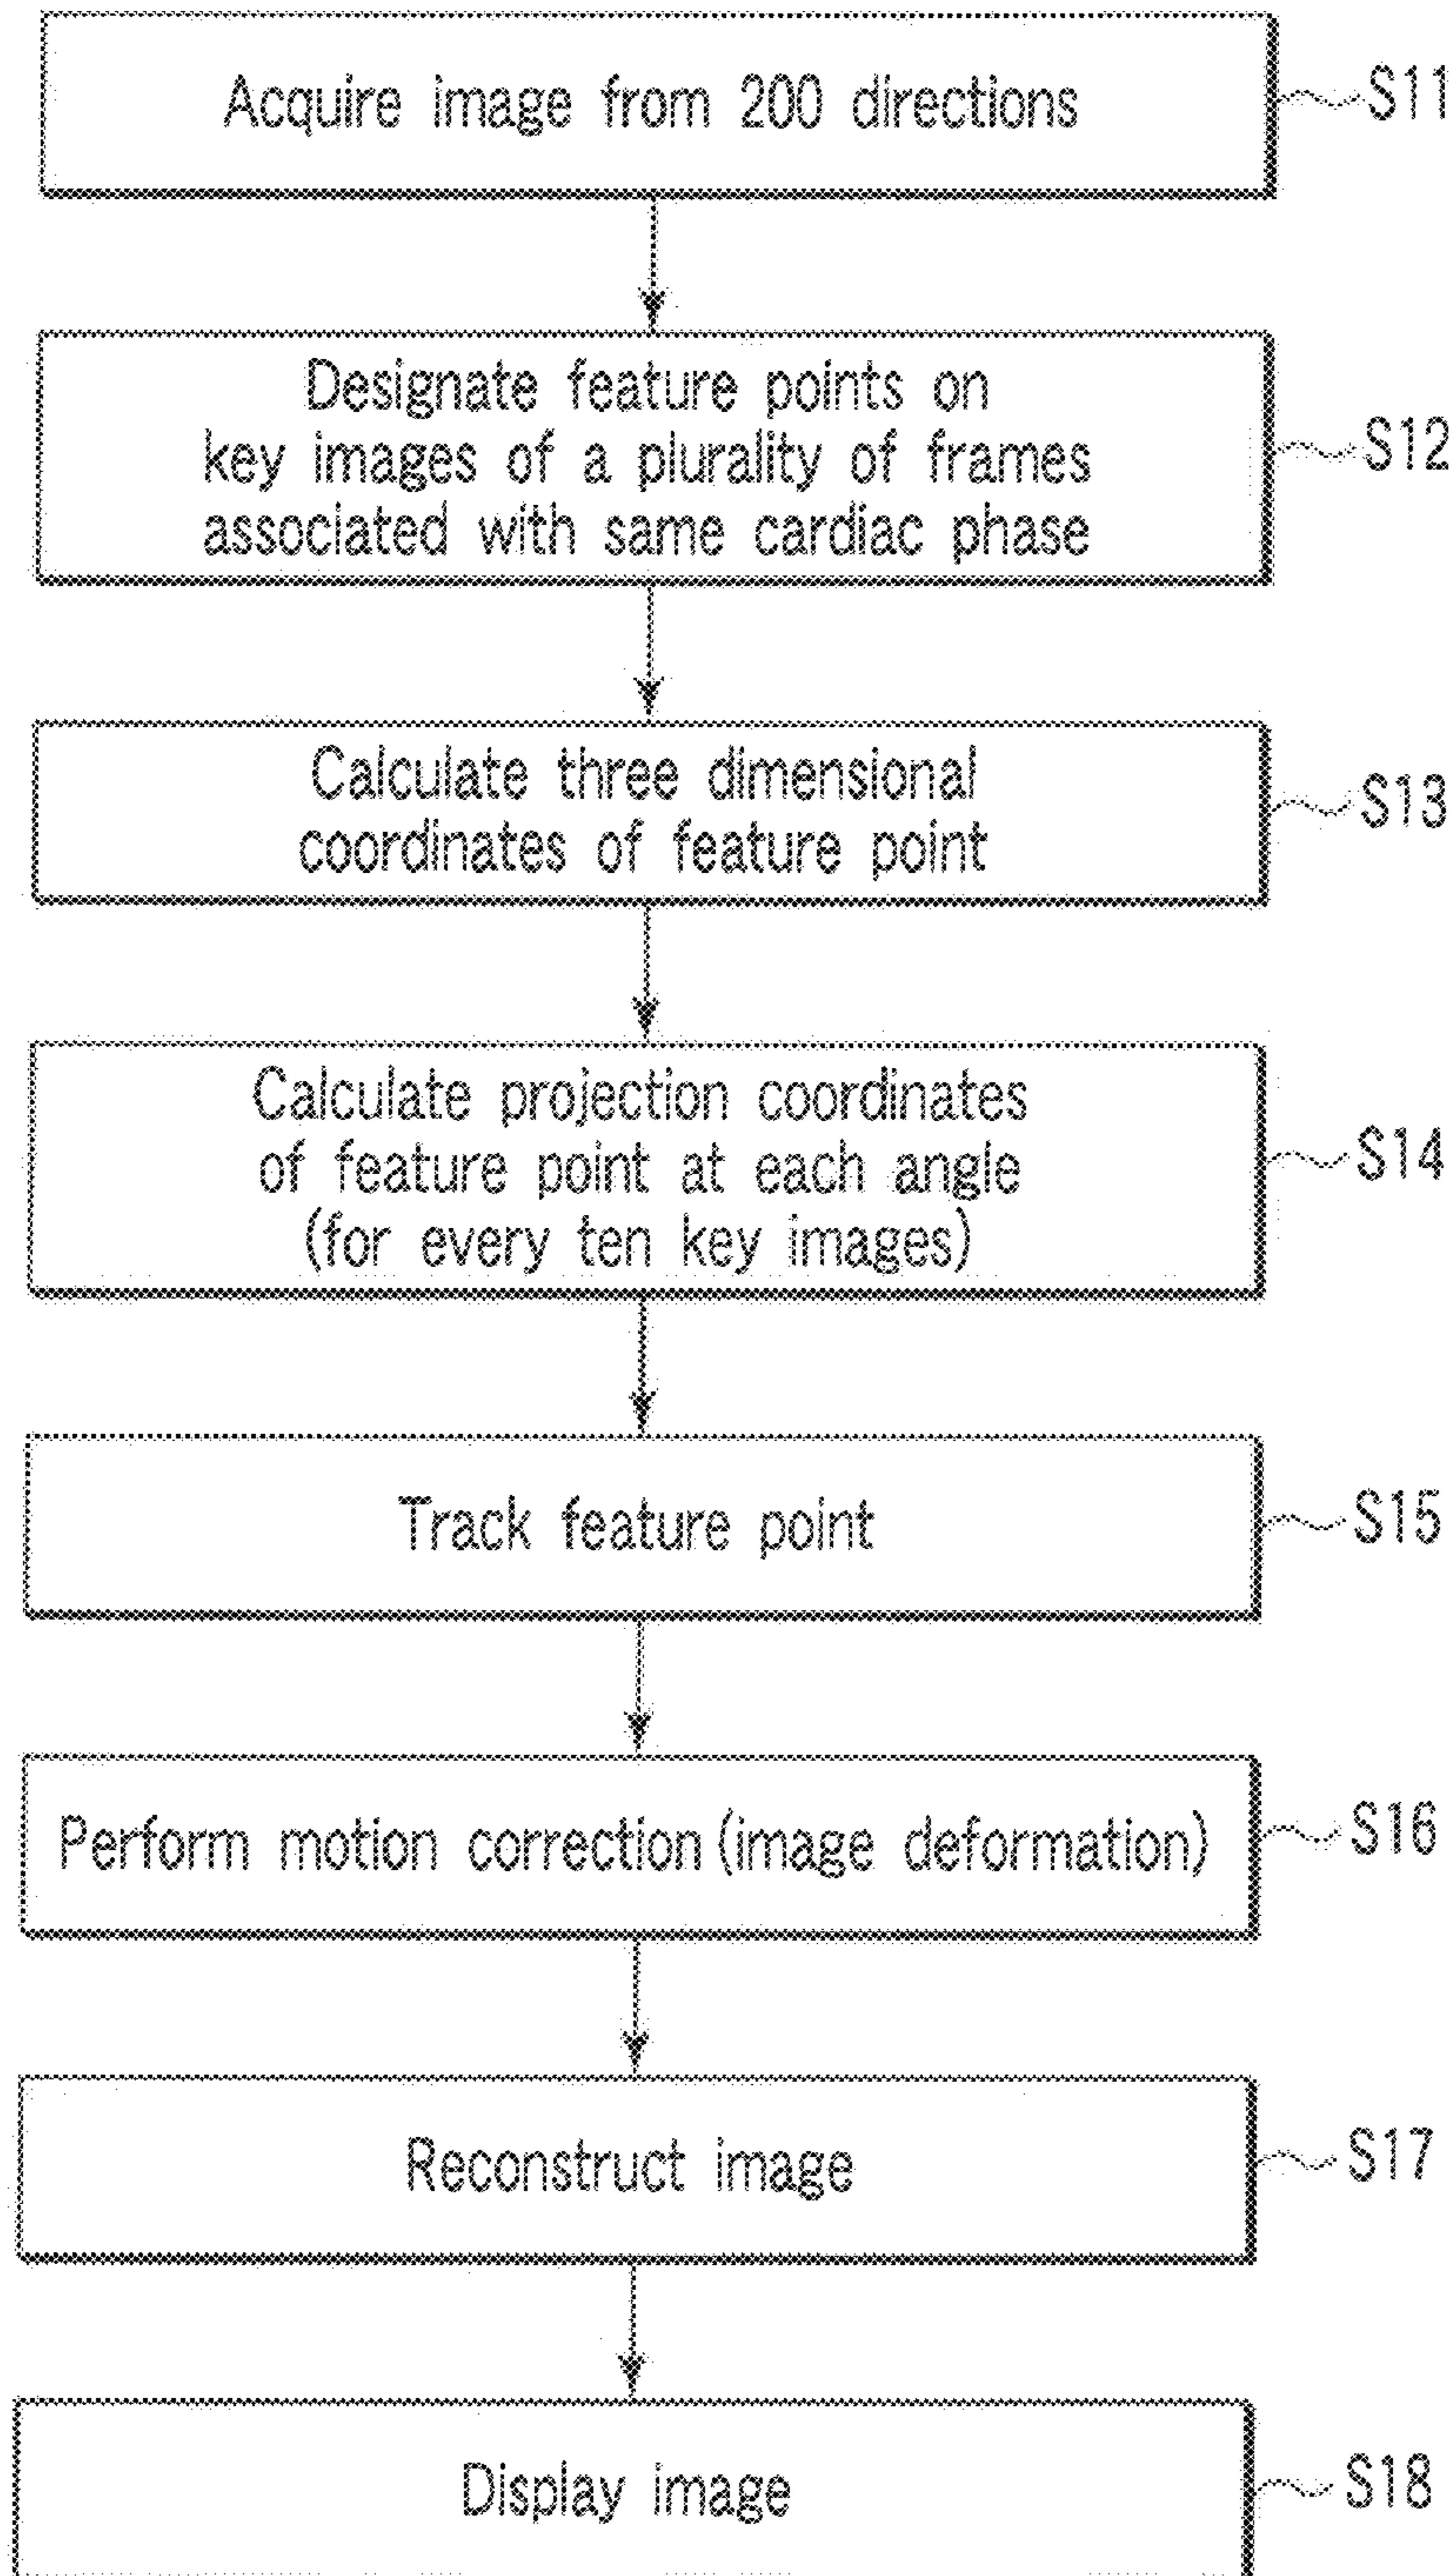 Acquire image from 200 directions
S11
Designate feature points on
key images of a plurality of frames
associated with same cardiac phase
S12
Calculate three dimensional
coordinates of feature point
S13
Calculate projection coordinates
of feature point at each angle
(for every ten key images)
S14
Track feature point
S15
Perform motion correction (image deformation)
S16
Reconstruct image
S17
Display image
S18